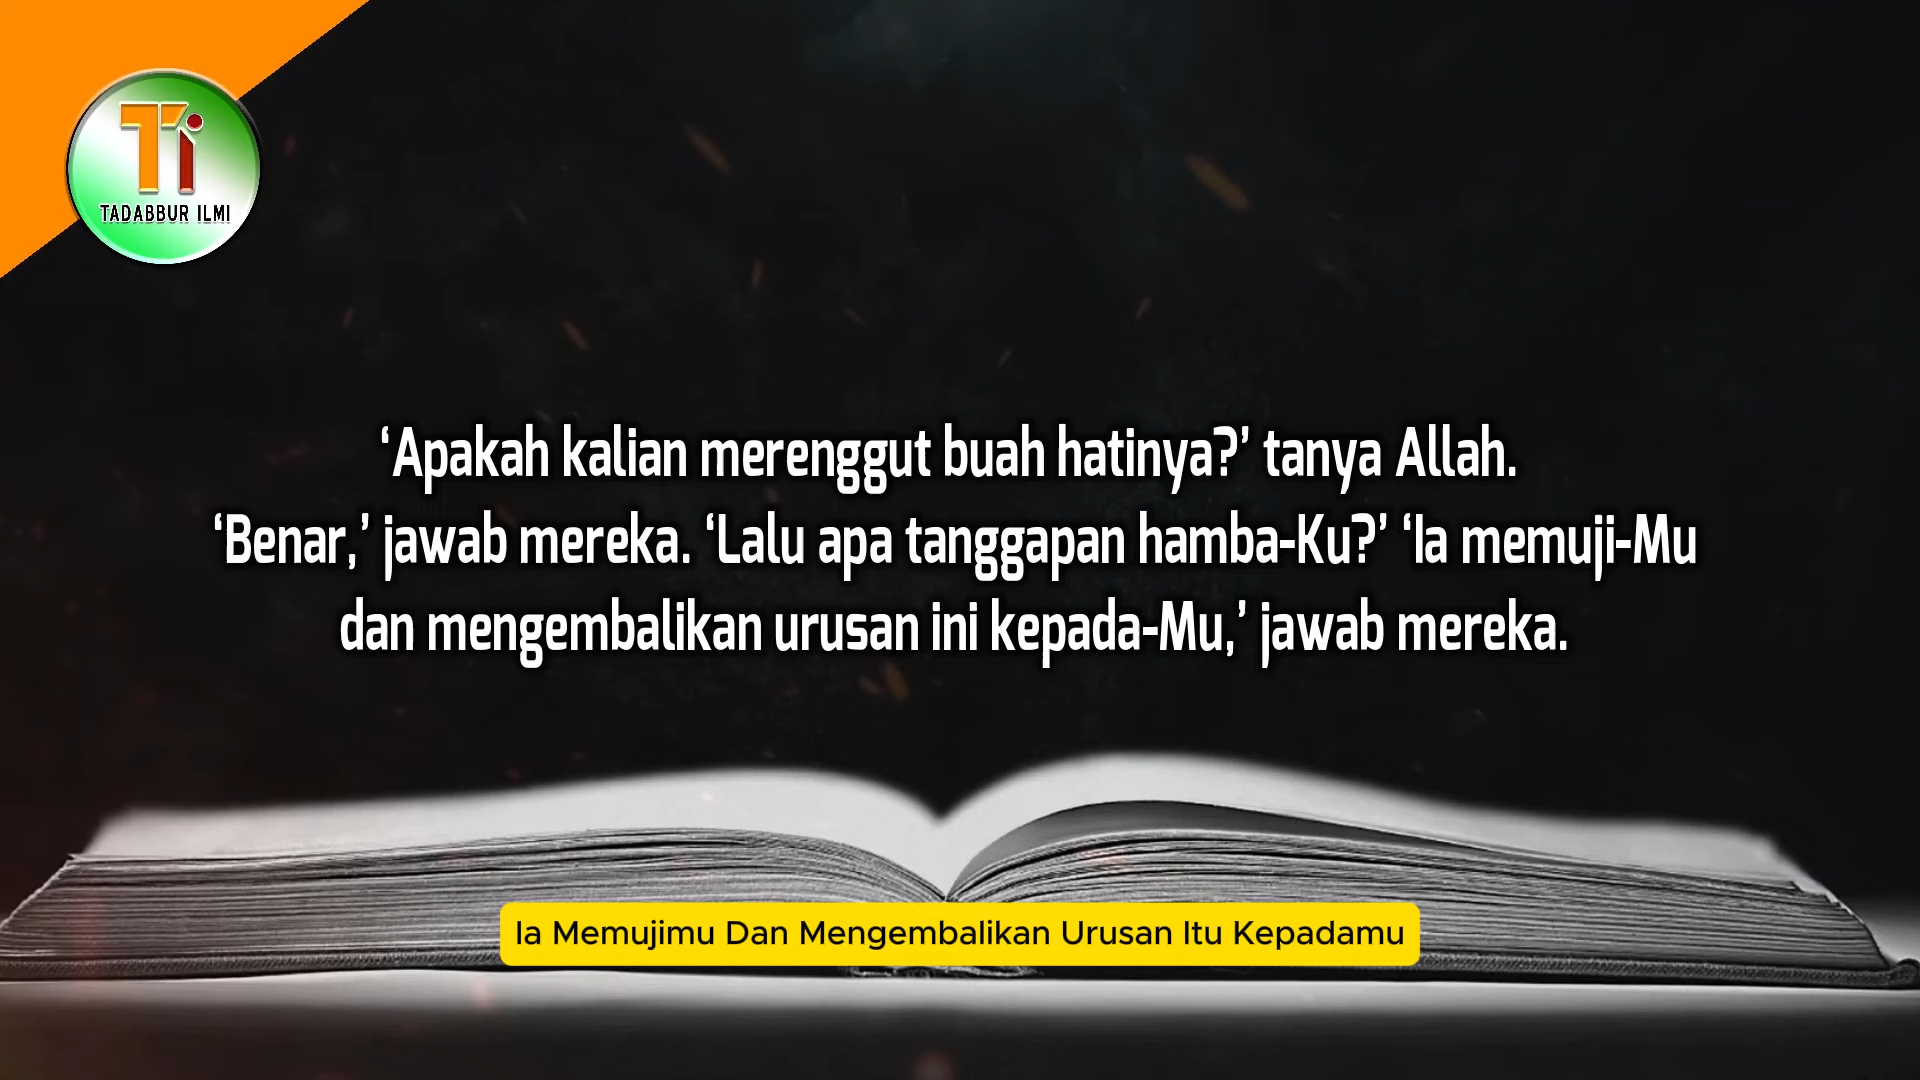 Ti
TADABBUR ILMI
‘Apakah kalian merenggut buah hatinya?’ tanya Allah.
‘Benar,’ jawab mereka. ‘Lalu apa tanggapan hamba-Ku?’ ‘Ia memuji-Mu
dan mengembalikan urusan ini kepada-Mu,’ jawab mereka.
Ia Memujimu Dan Mengembalikan Urusan Itu Kepadamu